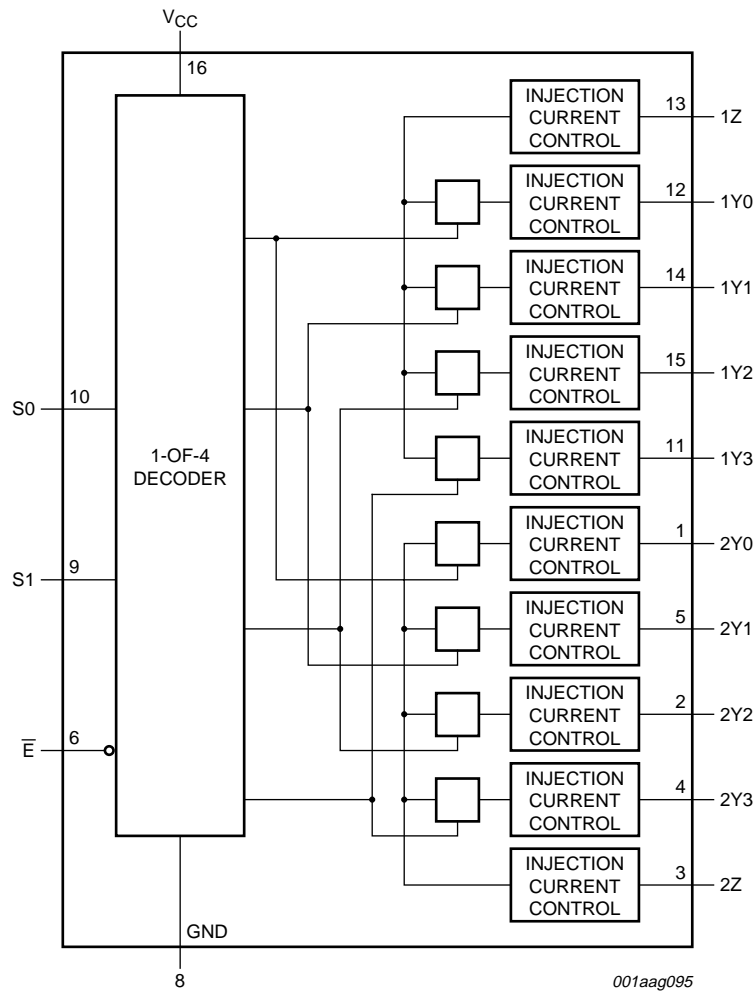 VCC
16
INJECTION
CURRENT
CONTROL
13
1Z
INJECTION
CURRENT
CONTROL
12
1Y0
INJECTION
CURRENT
CONTROL
14
1Y1
INJECTION
CURRENT
CONTROL
15
1Y2
S0
10
INJECTION
CURRENT
CONTROL
11
1Y3
1-OF-4
DECODER
INJECTION
CURRENT
CONTROL
1
2Y0
S1
9
INJECTION
CURRENT
CONTROL
5
2Y1
INJECTION
CURRENT
CONTROL
2
2Y2
E̅
6
INJECTION
CURRENT
CONTROL
4
2Y3
INJECTION
CURRENT
CONTROL
3
2Z
GND
8
001aag095